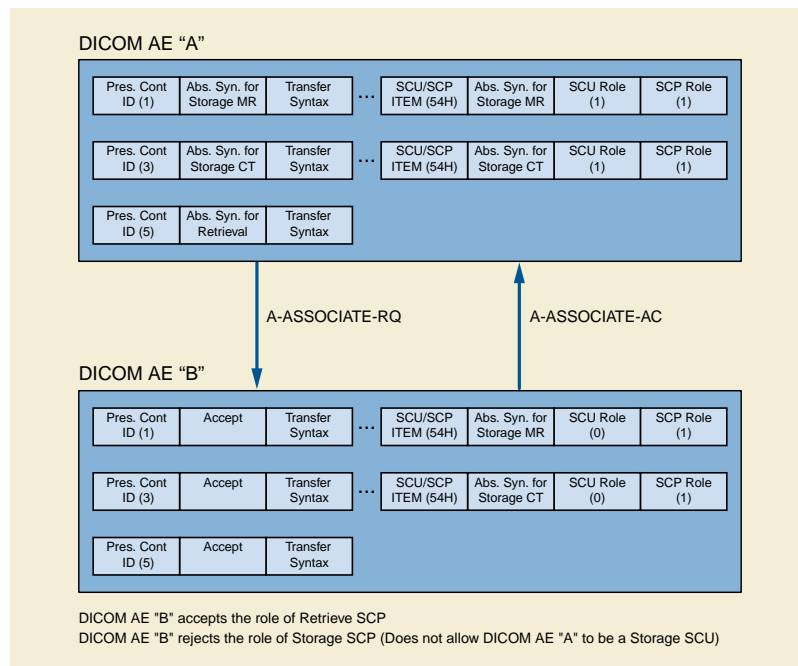 DICOM AE “A”
Pres. Cont ID (1)
Abs. Syn. for Storage MR
Transfer Syntax
...
SCU/SCP ITEM (54H)
Abs. Syn. for Storage MR
SCU Role (1)
SCP Role (1)
Pres. Cont ID (3)
Abs. Syn. for Storage CT
Transfer Syntax
...
SCU/SCP ITEM (54H)
Abs. Syn. for Storage CT
SCU Role (1)
SCP Role (1)
Pres. Cont ID (5)
Abs. Syn. for Retrieval
Transfer Syntax
A-ASSOCIATE-RQ
A-ASSOCIATE-AC
DICOM AE “B”
Pres. Cont ID (1)
Accept
Transfer Syntax
...
SCU/SCP ITEM (54H)
Abs. Syn. for Storage MR
SCU Role (0)
SCP Role (1)
Pres. Cont ID (3)
Accept
Transfer Syntax
...
SCU/SCP ITEM (54H)
Abs. Syn. for Storage CT
SCU Role (0)
SCP Role (1)
Pres. Cont ID (5)
Accept
Transfer Syntax
DICOM AE "B" accepts the role of Retrieve SCP
DICOM AE "B" rejects the role of Storage SCP (Does not allow DICOM AE "A" to be a Storage SCU)